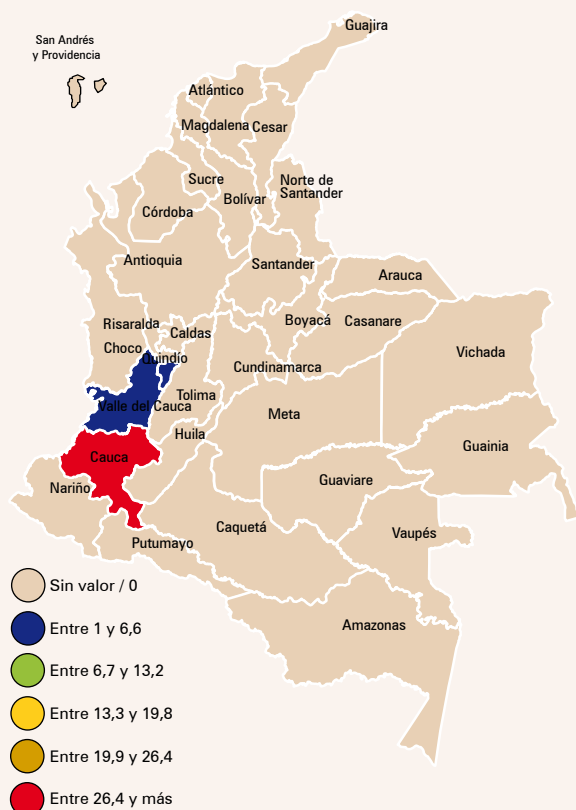 Guajira
San Andrés
y Providencia
Atlántico
Magdalena
Cesar
Sucre
Norte de
Santander
Bolívar
Córdoba
Antioquia
Santander
Arauca
Risaralda
Caldas
Boyacá
Casanare
Choco
Quindío
Cundinamarca
Vichada
Tolima
Valle del Cauca
Meta
Huila
Cauca
Guainia
Nariño
Guaviare
Caquetá
Vaupés
Putumayo
Amazonas
Sin valor / 0
Entre 1 y 6,6
Entre 6,7 y 13,2
Entre 13,3 y 19,8
Entre 19,9 y 26,4
Entre 26,4 y más